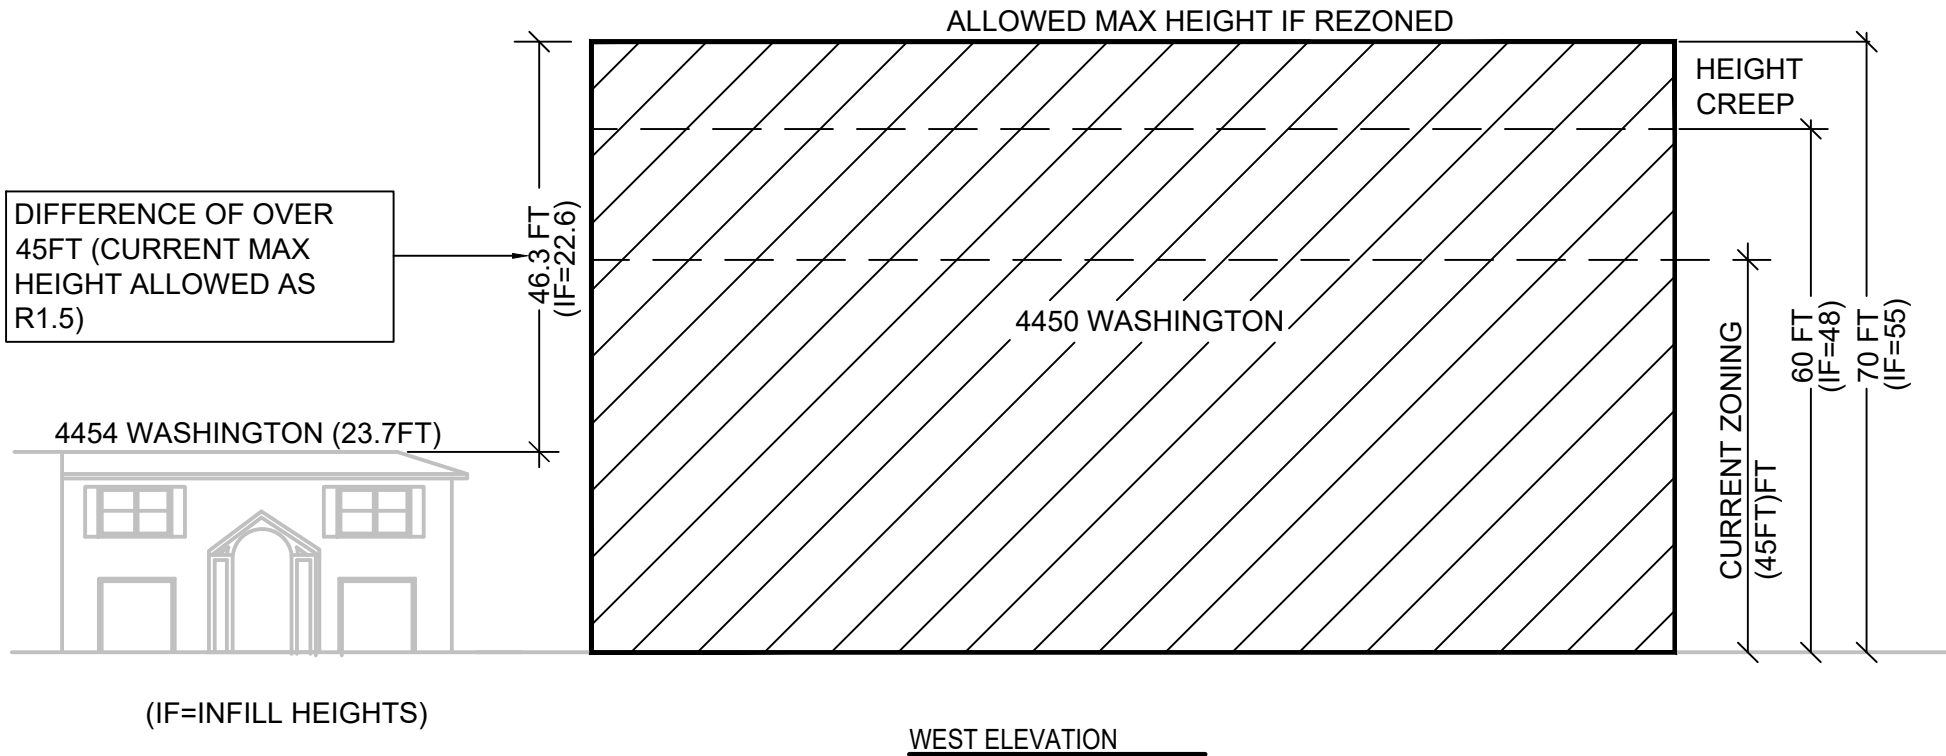 ALLOWED MAX HEIGHT IF REZONED
HEIGHT
CREEP
DIFFERENCE OF OVER
45FT (CURRENT MAX
HEIGHT ALLOWED AS
R1.5)
46.3 FT
(IF=22.6)
4450 WASHINGTON
CURRENT ZONING
(45FT)FT
60 FT
(IF=48)
70 FT
(IF=55)
4454 WASHINGTON (23.7FT)
(IF=INFILL HEIGHTS)
WEST ELEVATION